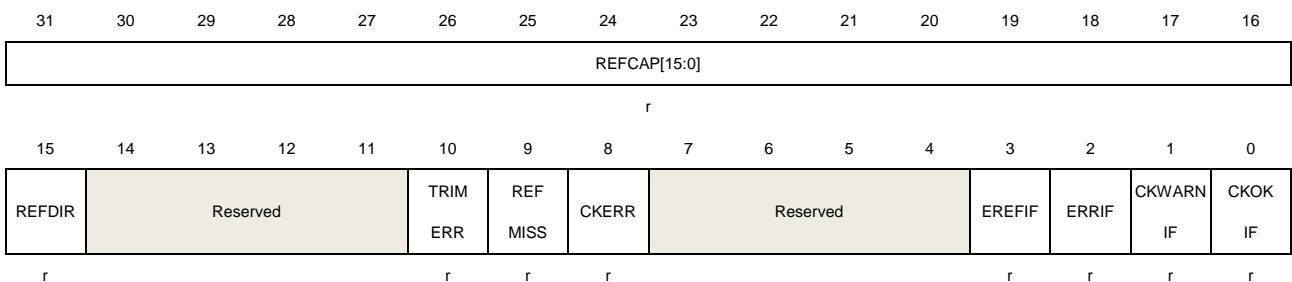 31 30 29 28 27 26 25 24 23 22 21 20 19 18 17 16
REFCAP[15:0]
r
15 14 13 12 11 10 9 8 7 6 5 4 3 2 1 0
REFDIR Reserved TRIM ERR REF MISS CKERR Reserved EREFIF ERRIF CKWARN IF CKOK IF
r r r r r r r r